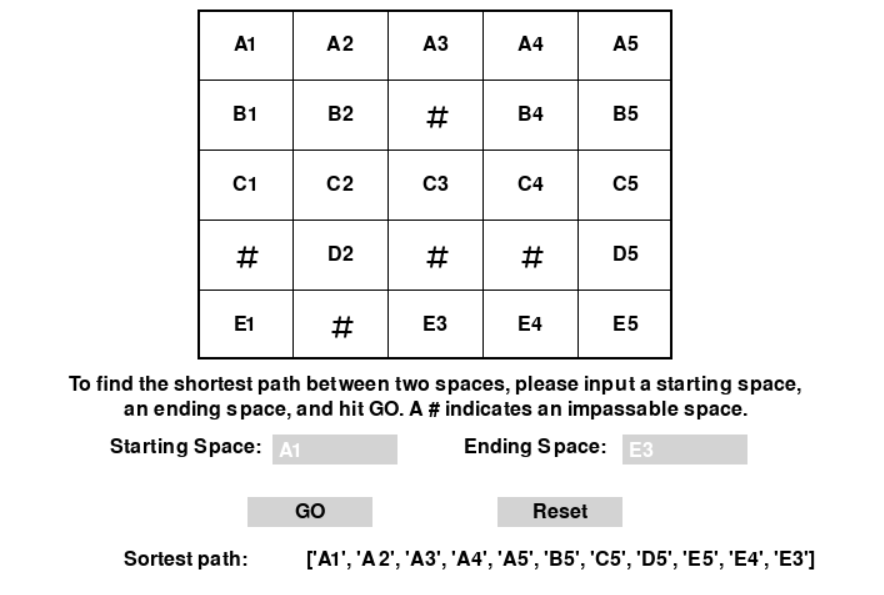 A1 A2 A3 A4 A5
B1 B2 # B4 B5
C1 C2 C3 C4 C5
# D2 # # D5
E1 # E3 E4 E5
To find the shortest path between two spaces, please input a starting space,
an ending space, and hit GO. A # indicates an impassable space.
Starting Space: A1 Ending Space: E3
GO Reset
Sortest path: ['A1', 'A2', 'A3', 'A4', 'A5', 'B5', 'C5', 'D5', 'E5', 'E4', 'E3']